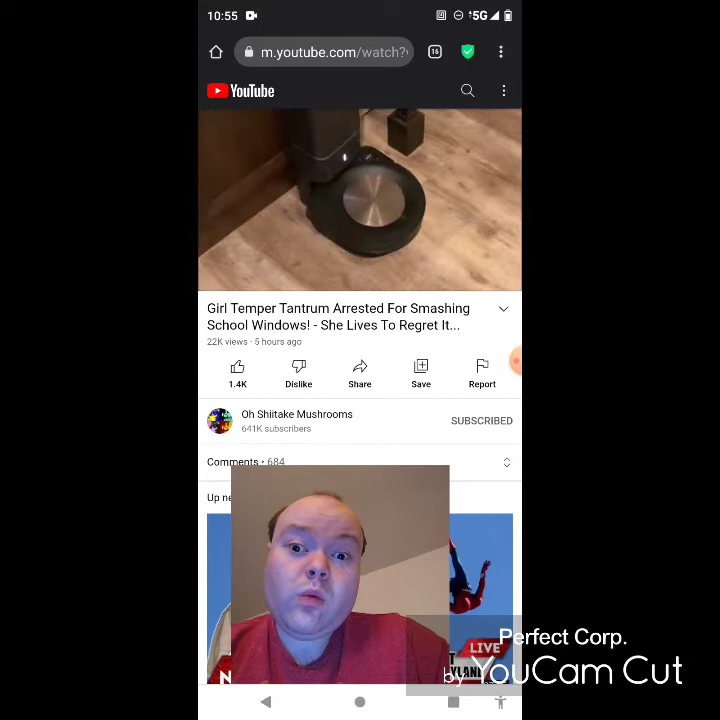 10:55
5G
m.youtube.com/watch?v
16
YouTube
Girl Temper Tantrum Arrested For Smashing
School Windows! - She Lives To Regret It...
22K views · 5 hours ago
1.4K Dislike Share Save Report
Oh Shiitake Mushrooms
641K subscribers
SUBSCRIBED
Comments • 684
Up ne
LIVE
N
Perfect Corp.
by YouCam Cut